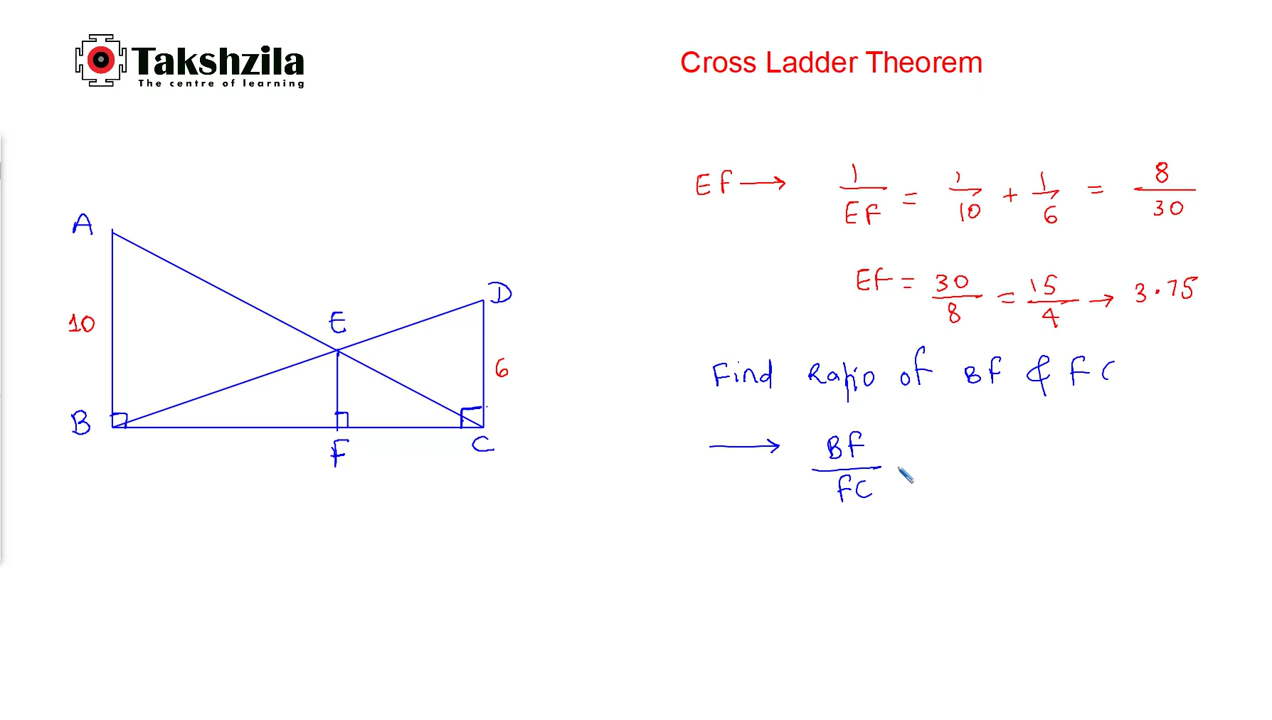 Takshzila
The centre of learning
Cross Ladder Theorem
EF → 1/EF = 1/10 + 1/6 = 8/30
EF = 30/8 = 15/4 → 3.75
Find Ratio of BF & FC
→ BF/FC
A
10
B
E
F
D
6
C